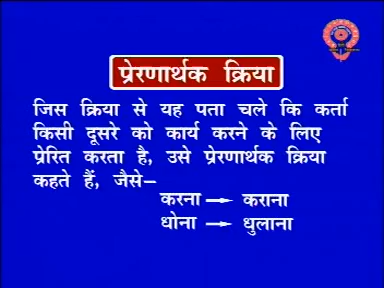 प्रेरणार्थक क्रिया
जिस क्रिया से यह पता चले कि कर्ता
किसी दूसरे को कार्य करने के लिए
प्रेरित करता है, उसे प्रेरणार्थक क्रिया
कहते हैं, जैसे–
करना → कराना
धोना → धुलाना